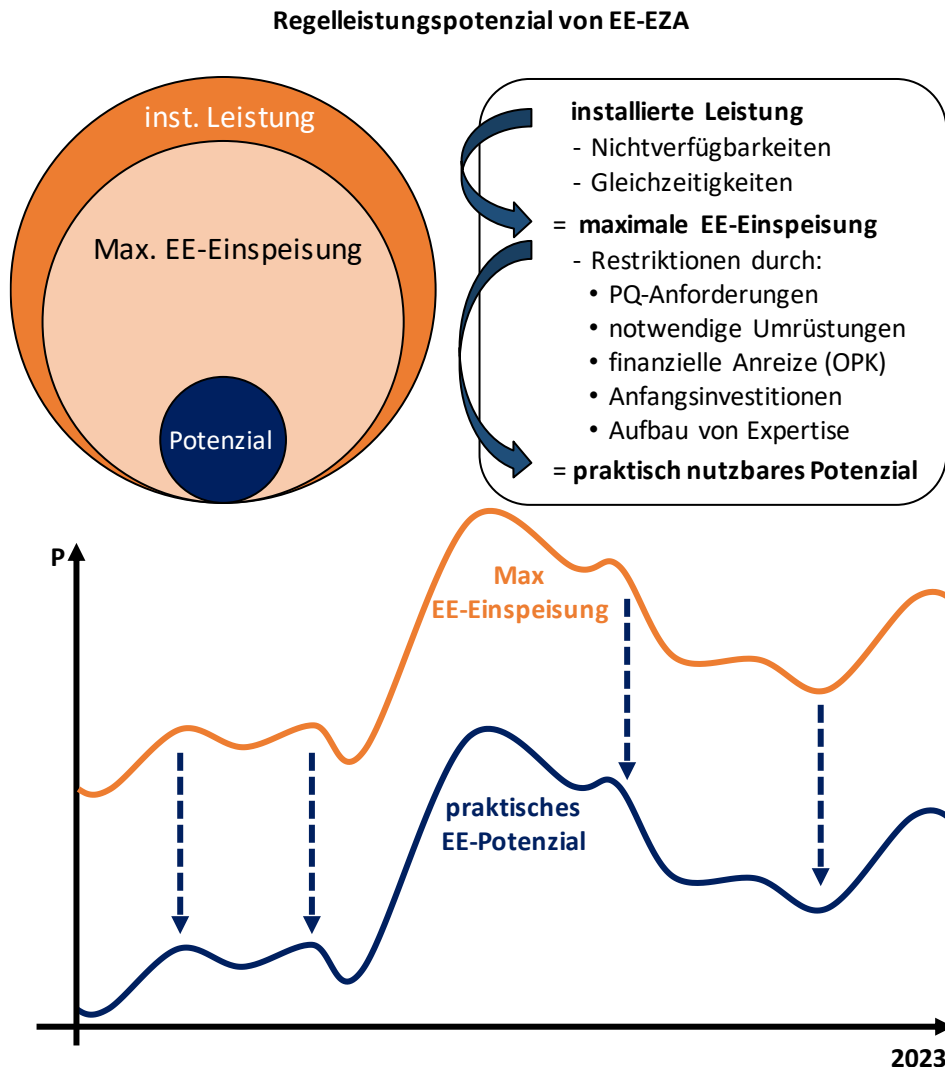 Regelleistungspotenzial von EE-EZA
inst. Leistung
Max. EE-Einspeisung
Potenzial
installierte Leistung
- Nichtverfügbarkeiten
- Gleichzeitigkeiten
= maximale EE-Einspeisung
- Restriktionen durch:
• PQ-Anforderungen
• notwendige Umrüstungen
• finanzielle Anreize (OPK)
• Anfangsinvestitionen
• Aufbau von Expertise
= praktisch nutzbares Potenzial
P
Max
EE-Einspeisung
praktisches
EE-Potenzial
2023